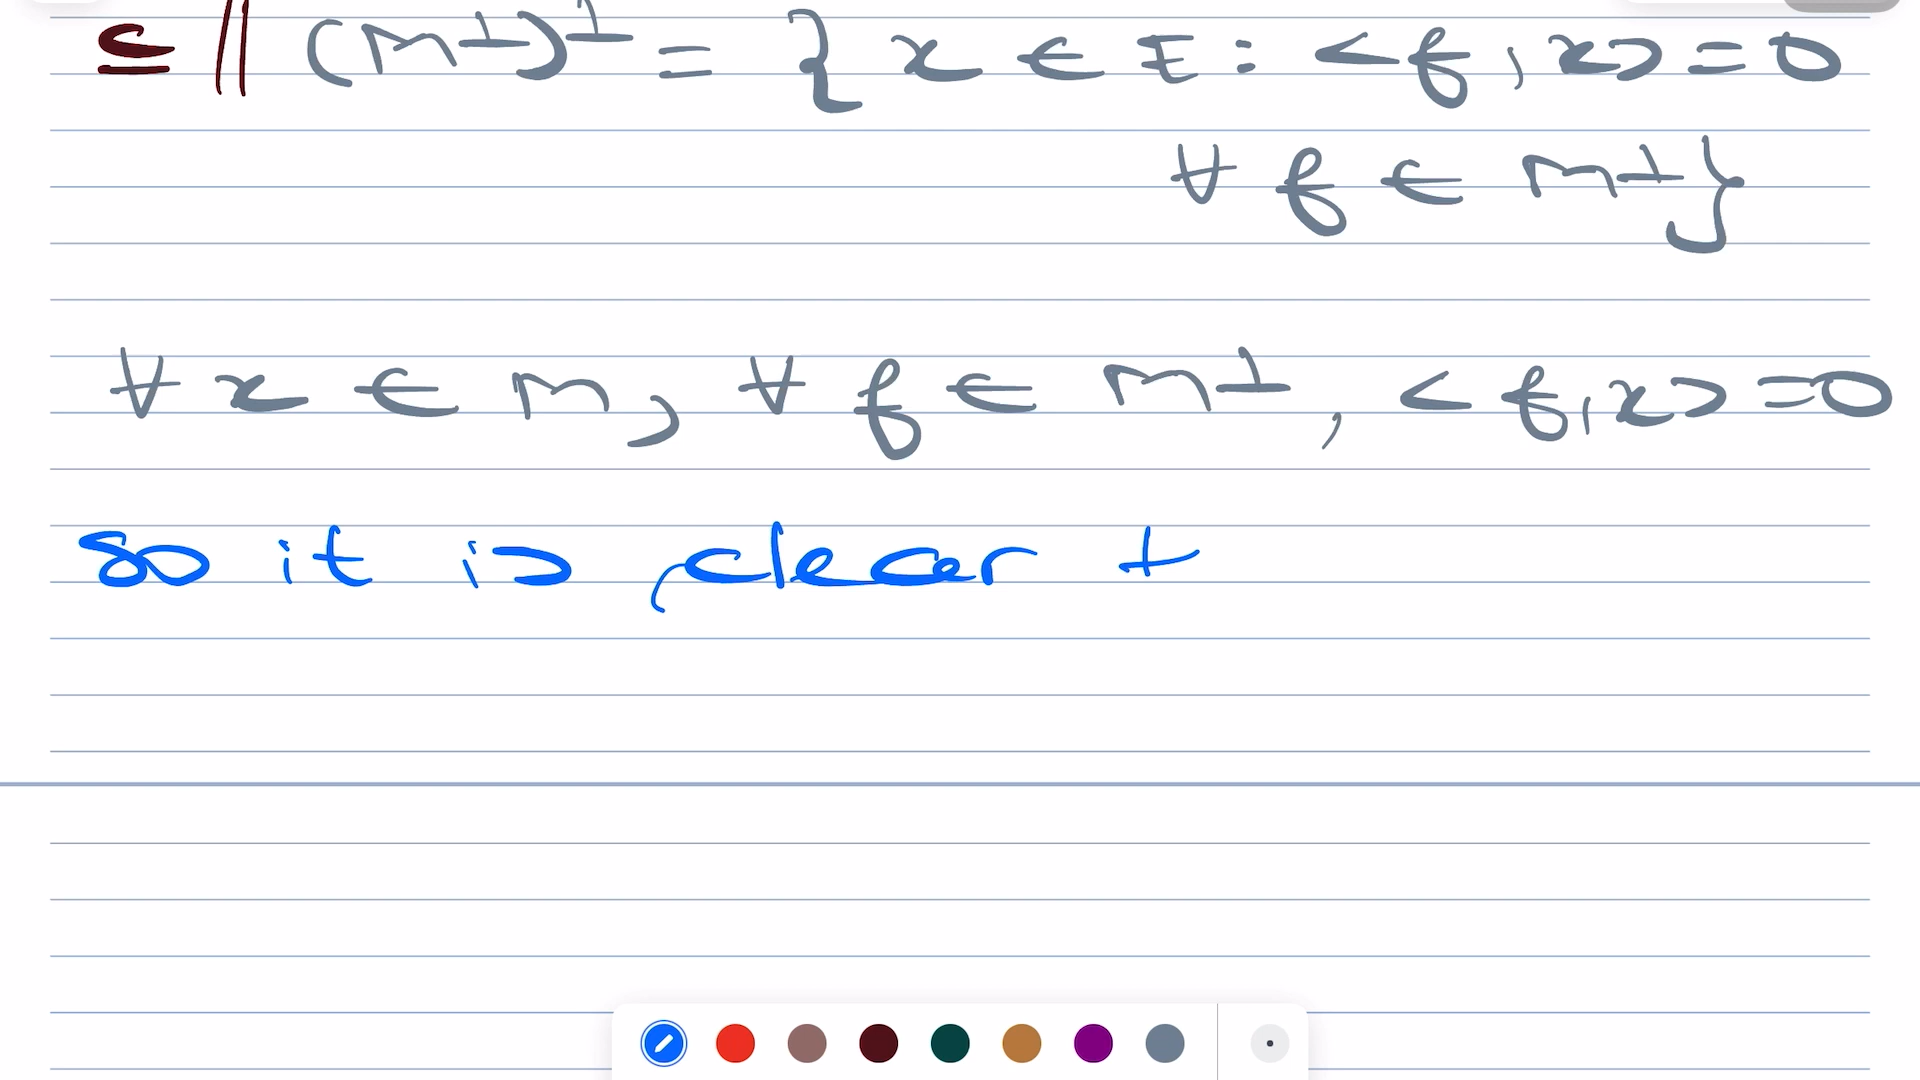 ⊆ || (M⊥)⊥ = { x ∈ E : <f, x> = 0
∀ f ∈ M⊥}
∀ x ∈ M, ∀ f ∈ M⊥, <f, x> = 0
so it is clear t